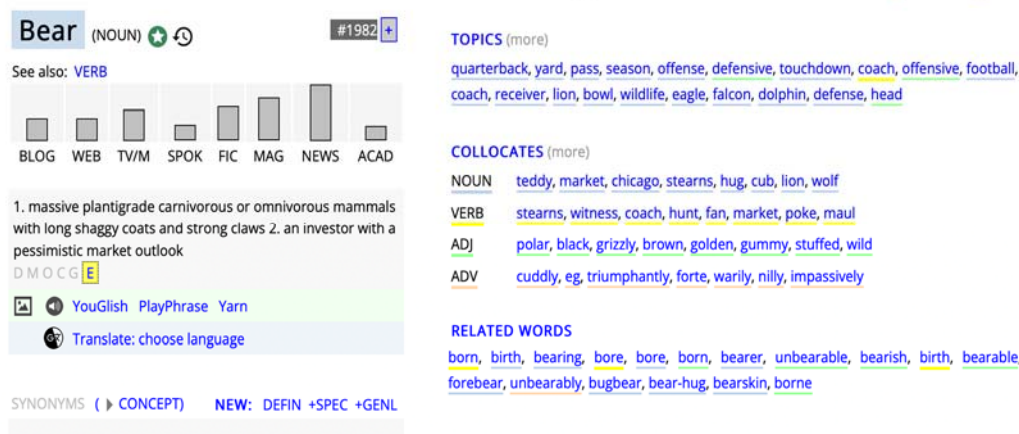 Bear (NOUN) #1982 +
See also: VERB
BLOG WEB TV/M SPOK FIC MAG NEWS ACAD
1. massive plantigrade carnivorous or omnivorous mammals
with long shaggy coats and strong claws 2. an investor with a
pessimistic market outlook
D M O C G E
YouGlish PlayPhrase Yarn
Translate: choose language
SYNONYMS ( CONCEPT) NEW: DEFIN +SPEC +GENL
TOPICS (more)
quarterback, yard, pass, season, offense, defensive, touchdown, coach, offensive, football,
coach, receiver, lion, bowl, wildlife, eagle, falcon, dolphin, defense, head
COLLOCATES (more)
NOUN teddy, market, chicago, stearns, hug, cub, lion, wolf
VERB stearns, witness, coach, hunt, fan, market, poke, maul
ADJ polar, black, grizzly, brown, golden, gummy, stuffed, wild
ADV cuddly, eg, triumphantly, forte, warily, nilly, impassively
RELATED WORDS
born, birth, bearing, bore, bore, born, bearer, unbearable, bearish, birth, bearable,
forebear, unbearably, bugbear, bear-hug, bearskin, borne